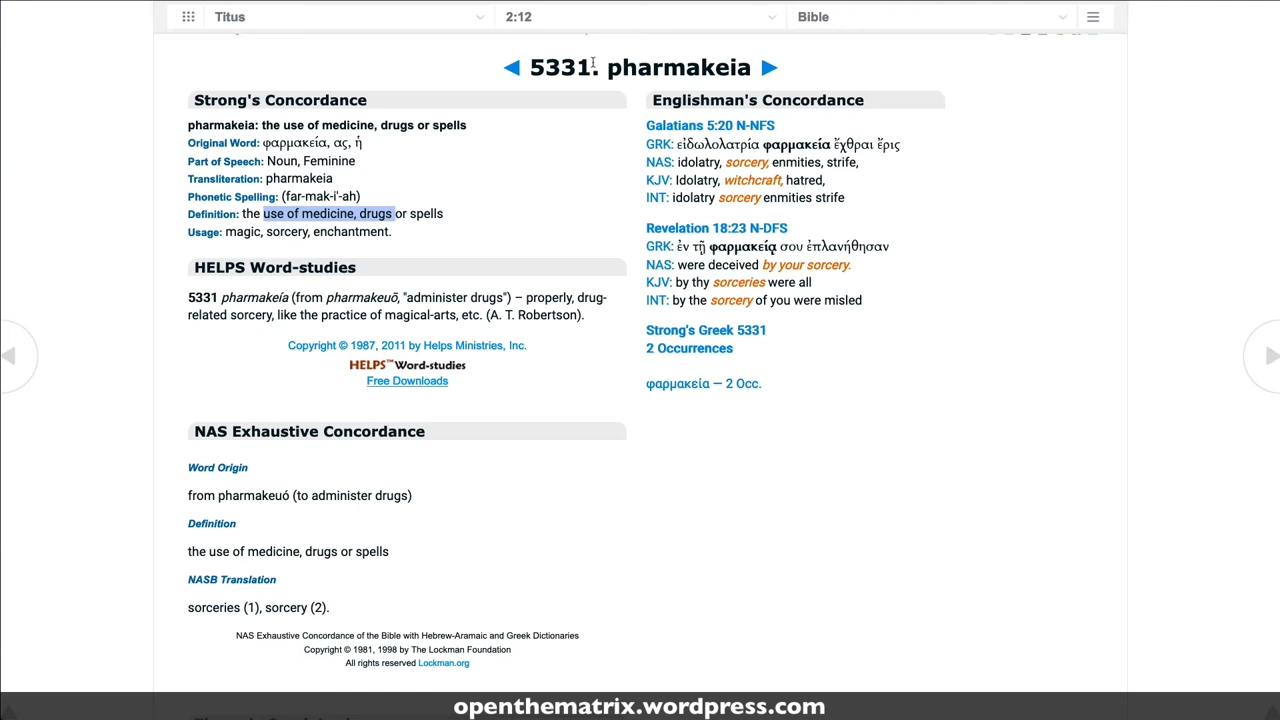 Titus 2:12 Bible
5331. pharmakeia
Strong's Concordance
pharmakeia: the use of medicine, drugs or spells
Original Word: φαρμακεία, ας, ἡ
Part of Speech: Noun, Feminine
Transliteration: pharmakeia
Phonetic Spelling: (far-mak-i'-ah)
Definition: the use of medicine, drugs or spells
Usage: magic, sorcery, enchantment.
HELPS Word-studies
5331 pharmakeía (from pharmakeuō, "administer drugs") – properly, drug-
related sorcery, like the practice of magical-arts, etc. (A. T. Robertson).
Copyright © 1987, 2011 by Helps Ministries, Inc.
HELPS™ Word-studies
Free Downloads
NAS Exhaustive Concordance
Word Origin
from pharmakeuó (to administer drugs)
Definition
the use of medicine, drugs or spells
NASB Translation
sorceries (1), sorcery (2).
NAS Exhaustive Concordance of the Bible with Hebrew-Aramaic and Greek Dictionaries
Copyright © 1981, 1998 by The Lockman Foundation
All rights reserved Lockman.org
Englishman's Concordance
Galatians 5:20 N-NFS
GRK: εἰδωλολατρία φαρμακεία ἔχθραι ἔρις
NAS: idolatry, sorcery, enmities, strife,
KJV: Idolatry, witchcraft, hatred,
INT: idolatry sorcery enmities strife
Revelation 18:23 N-DFS
GRK: ἐν τῇ φαρμακείᾳ σου ἐπλανήθησαν
NAS: were deceived by your sorcery.
KJV: by thy sorceries were all
INT: by the sorcery of you were misled
Strong's Greek 5331
2 Occurrences
φαρμακεία — 2 Occ.
openthematrix.wordpress.com